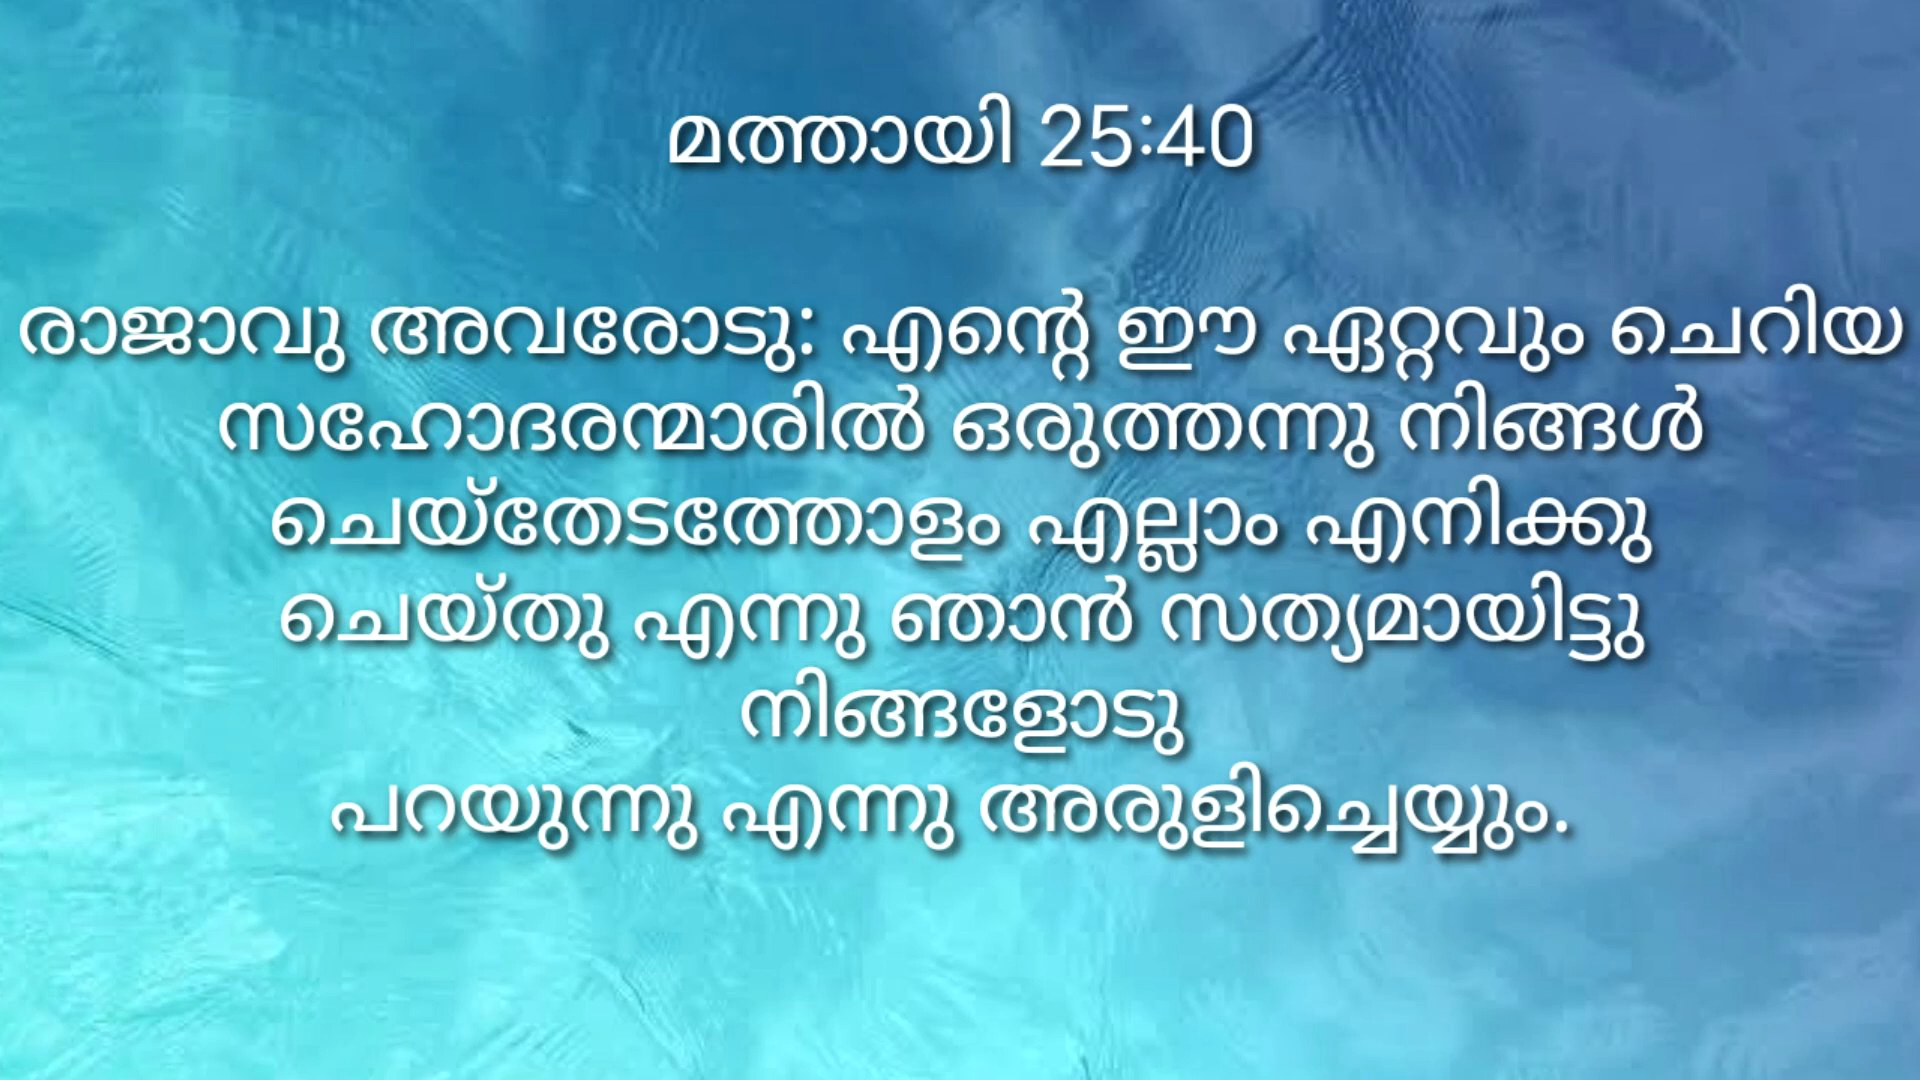 മത്തായി 25:40
രാജാവു അവരോടു: എന്റെ ഈ ഏറ്റവും ചെറിയ
സഹോദരന്മാരിൽ ഒരുത്തന്നു നിങ്ങൾ
ചെയ്തേടത്തോളം എല്ലാം എനിക്കു
ചെയ്തു എന്നു ഞാൻ സത്യമായിട്ടു
നിങ്ങളോടു
പറയുന്നു എന്നു അരുളിച്ചെയ്യും.